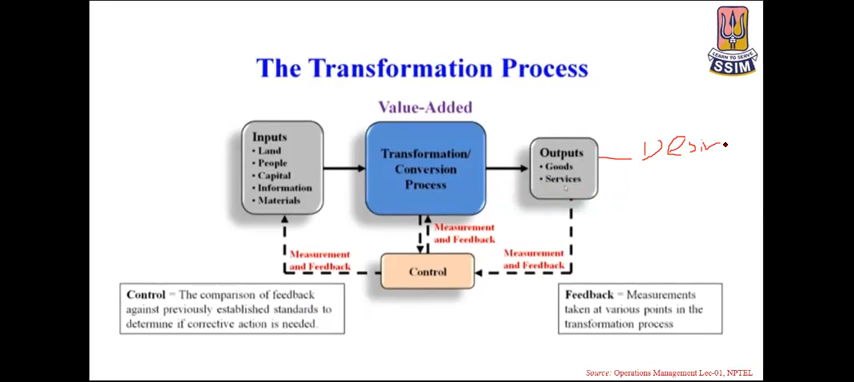 LEARN TO SERVE
SSIM
The Transformation Process
Value-Added
Inputs
• Land
• People
• Capital
• Information
• Materials
Transformation/
Conversion
Process
Outputs
• Goods
• Services
Desir
Measurement
and Feedback
Measurement
and Feedback
Measurement
and Feedback
Control
Control = The comparison of feedback
against previously established standards to
determine if corrective action is needed.
Feedback = Measurements
taken at various points in the
transformation process
Source: Operations Management Lec-01, NPTEL